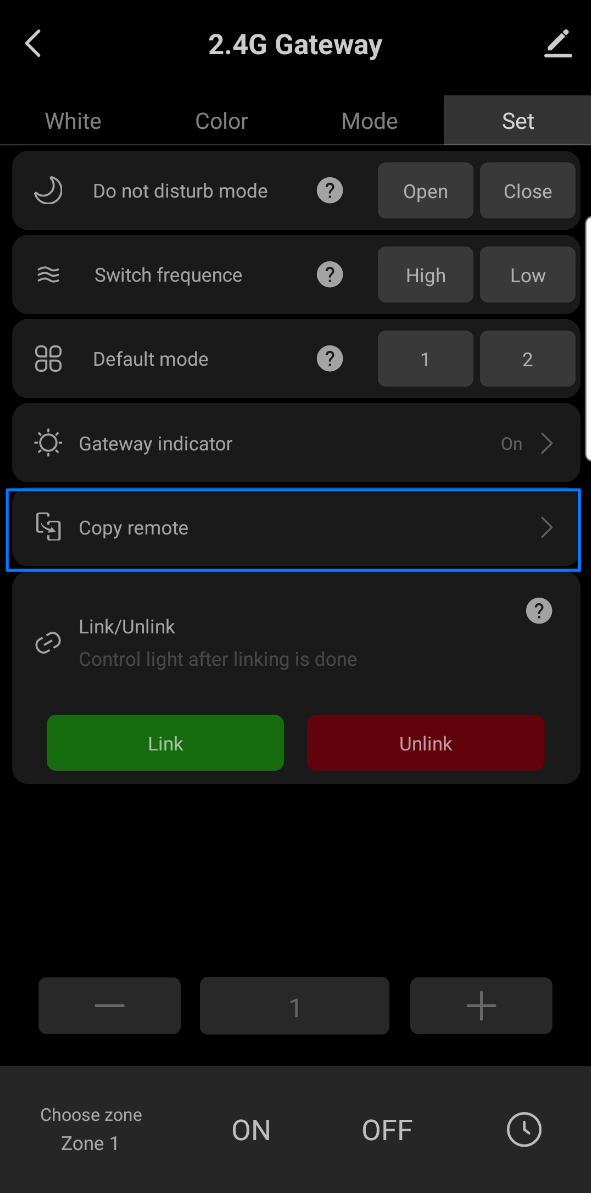 2.4G Gateway
White Color Mode Set
Do not disturb mode ? Open Close
Switch frequence ? High Low
Default mode ? 1 2
Gateway indicator On
Copy remote
?
Link/Unlink
Control light after linking is done
Link Unlink
— 1 +
Choose zone
Zone 1 ON OFF